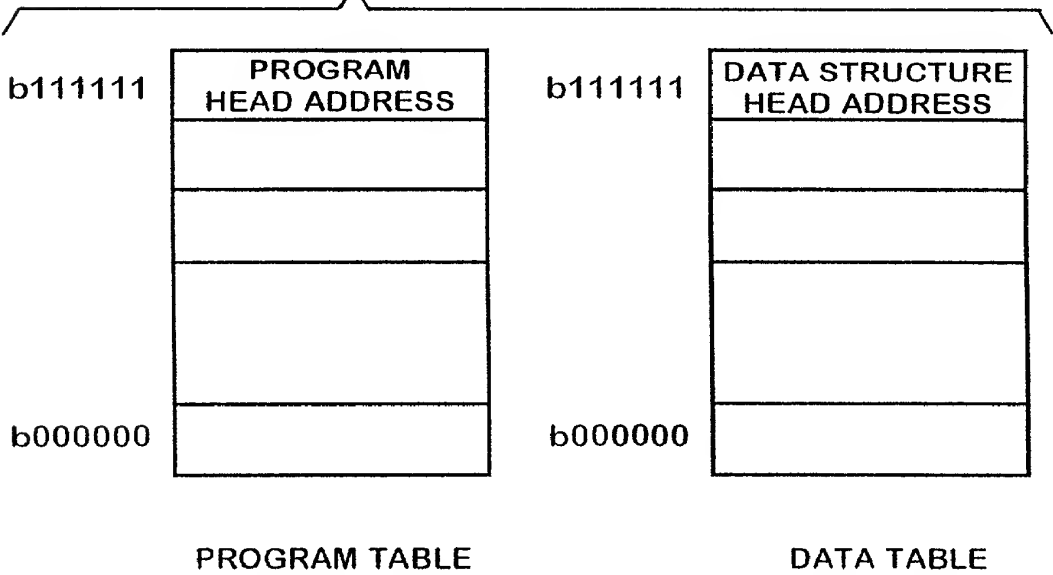 b111111
PROGRAM
HEAD ADDRESS
b111111
DATA STRUCTURE
HEAD ADDRESS
b000000
b000000
PROGRAM TABLE
DATA TABLE